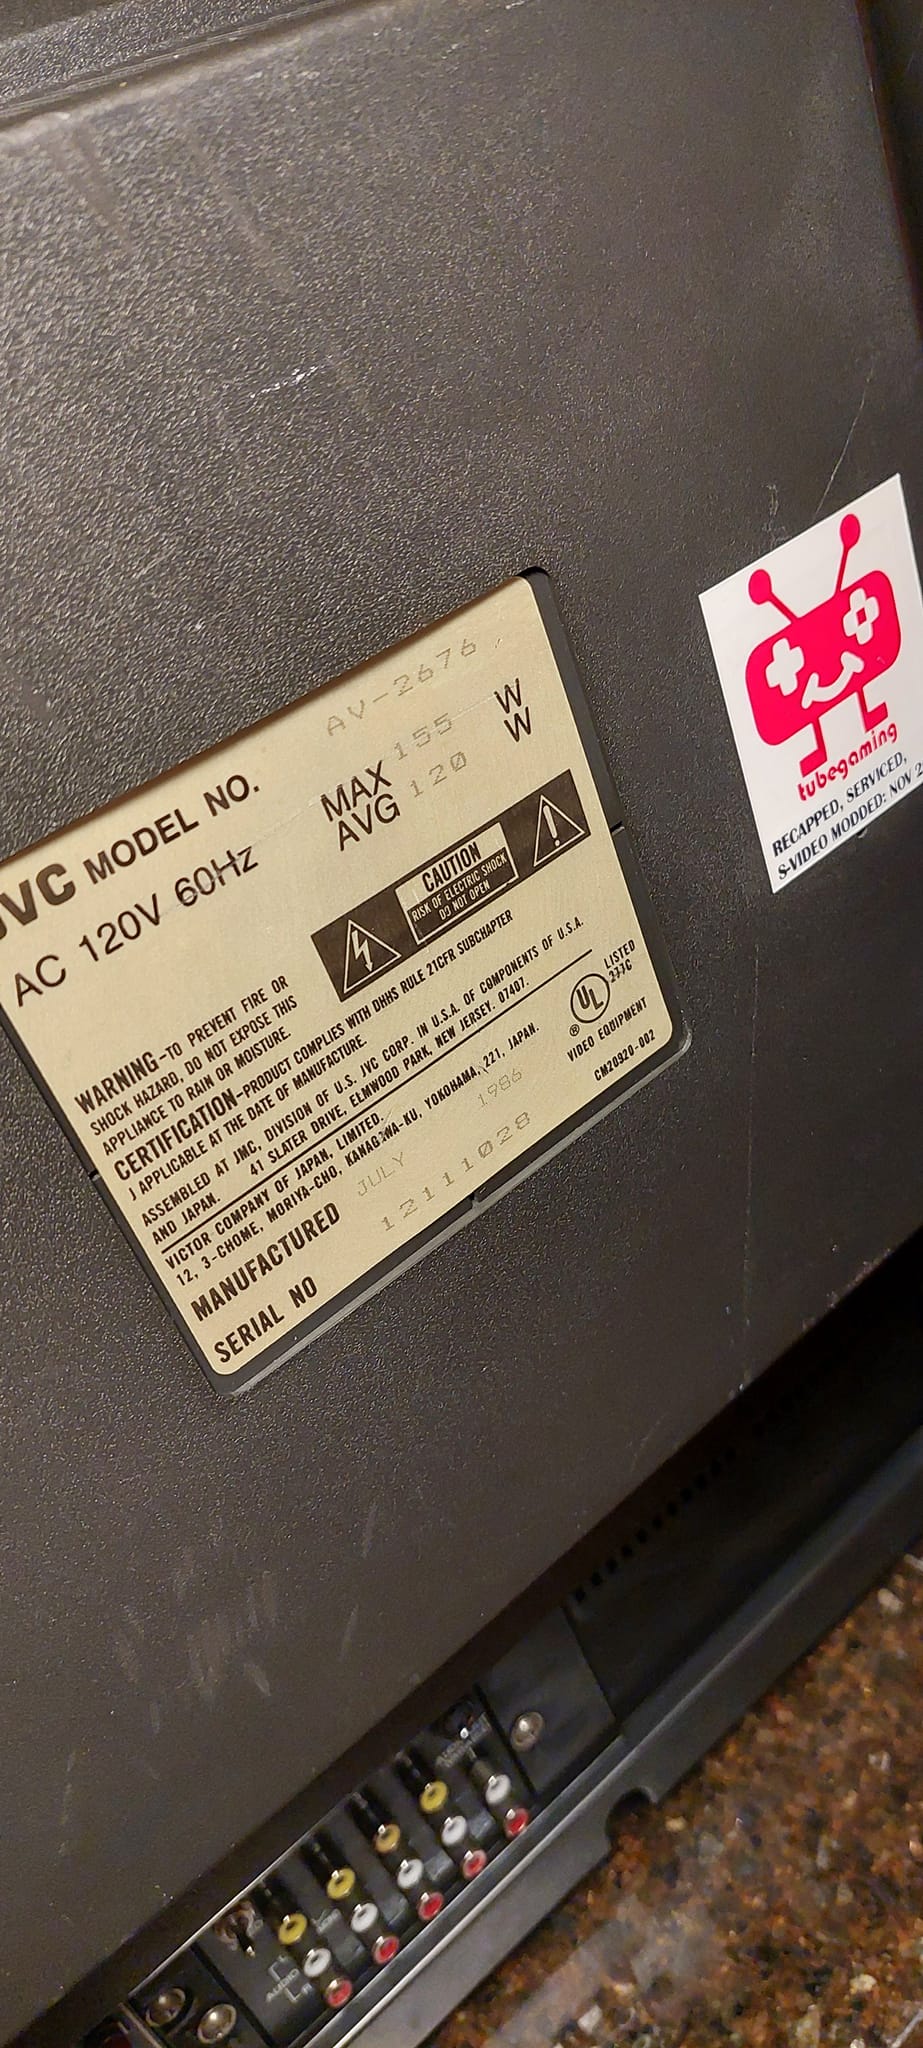 JVC MODEL NO. AV-2676
AC 120V 60Hz MAX 155 W
AVG 120 W
CAUTION
RISK OF ELECTRIC SHOCK
DO NOT OPEN
WARNING-TO PREVENT FIRE OR
SHOCK HAZARD, DO NOT EXPOSE THIS
APPLIANCE TO RAIN OR MOISTURE.
CERTIFICATION-PRODUCT COMPLIES WITH DHHS RULE 21CFR SUBCHAPTER
J APPLICABLE AT THE DATE OF MANUFACTURE.
ASSEMBLED AT JMC, DIVISION OF U.S. JVC CORP. IN U.S.A. OF COMPONENTS OF U.S.A.
AND JAPAN. 41 SLATER DRIVE, ELMWOOD PARK, NEW JERSEY. 07407.
VICTOR COMPANY OF JAPAN, LIMITED.
12, 3-CHOME, MORIYA-CHO, KANAGAWA-KU, YOKOHAMA, 221, JAPAN.
MANUFACTURED JULY 1986
SERIAL NO 12111028
UL
®
LISTED
277C
VIDEO EQUIPMENT
CM20920-002
tubegaming
RECAPPED, SERVICED,
S-VIDEO MODDED: NOV 2
AUDIO
L
R